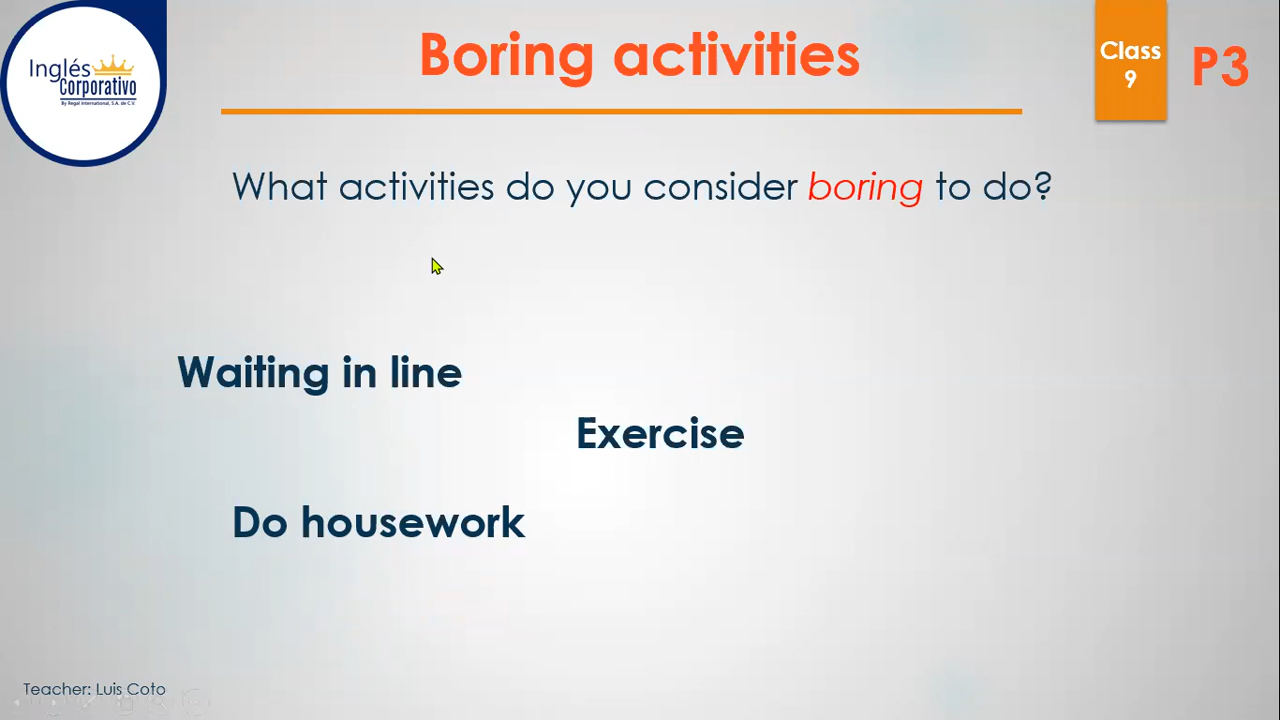 Inglés
Corporativo
By Regal International, S.A. de C.V.
Boring activities
Class
9
P3
What activities do you consider boring to do?
Waiting in line
Exercise
Do housework
Teacher: Luis Coto